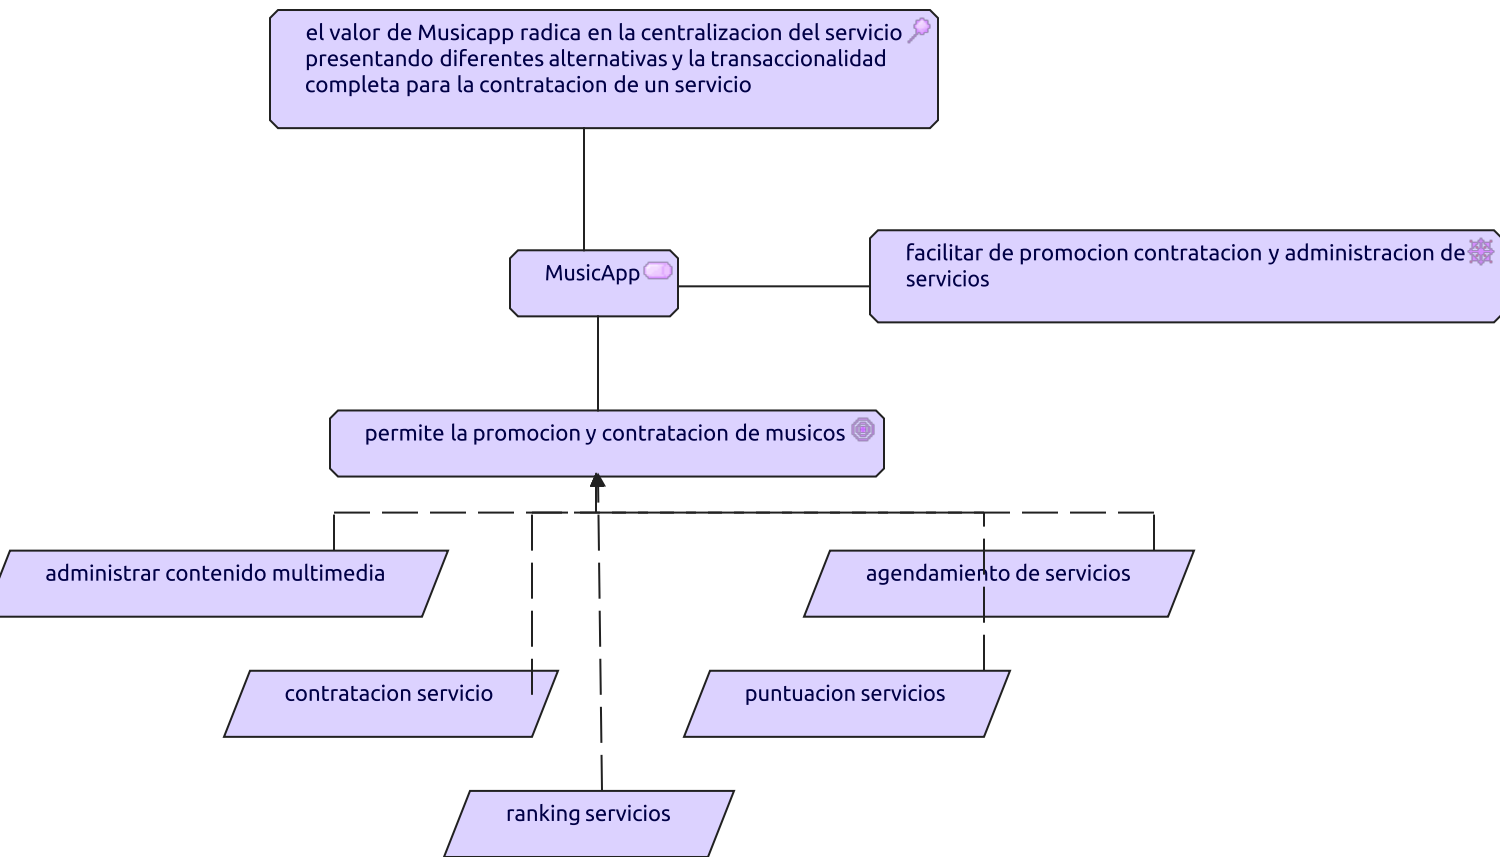 el valor de Musicapp radica en la centralizacion del servicio
presentando diferentes alternativas y la transaccionalidad
completa para la contratacion de un servicio
MusicApp
facilitar de promocion contratacion y administracion de
servicios
permite la promocion y contratacion de musicos
administrar contenido multimedia
agendamiento de servicios
contratacion servicio
puntuacion servicios
ranking servicios